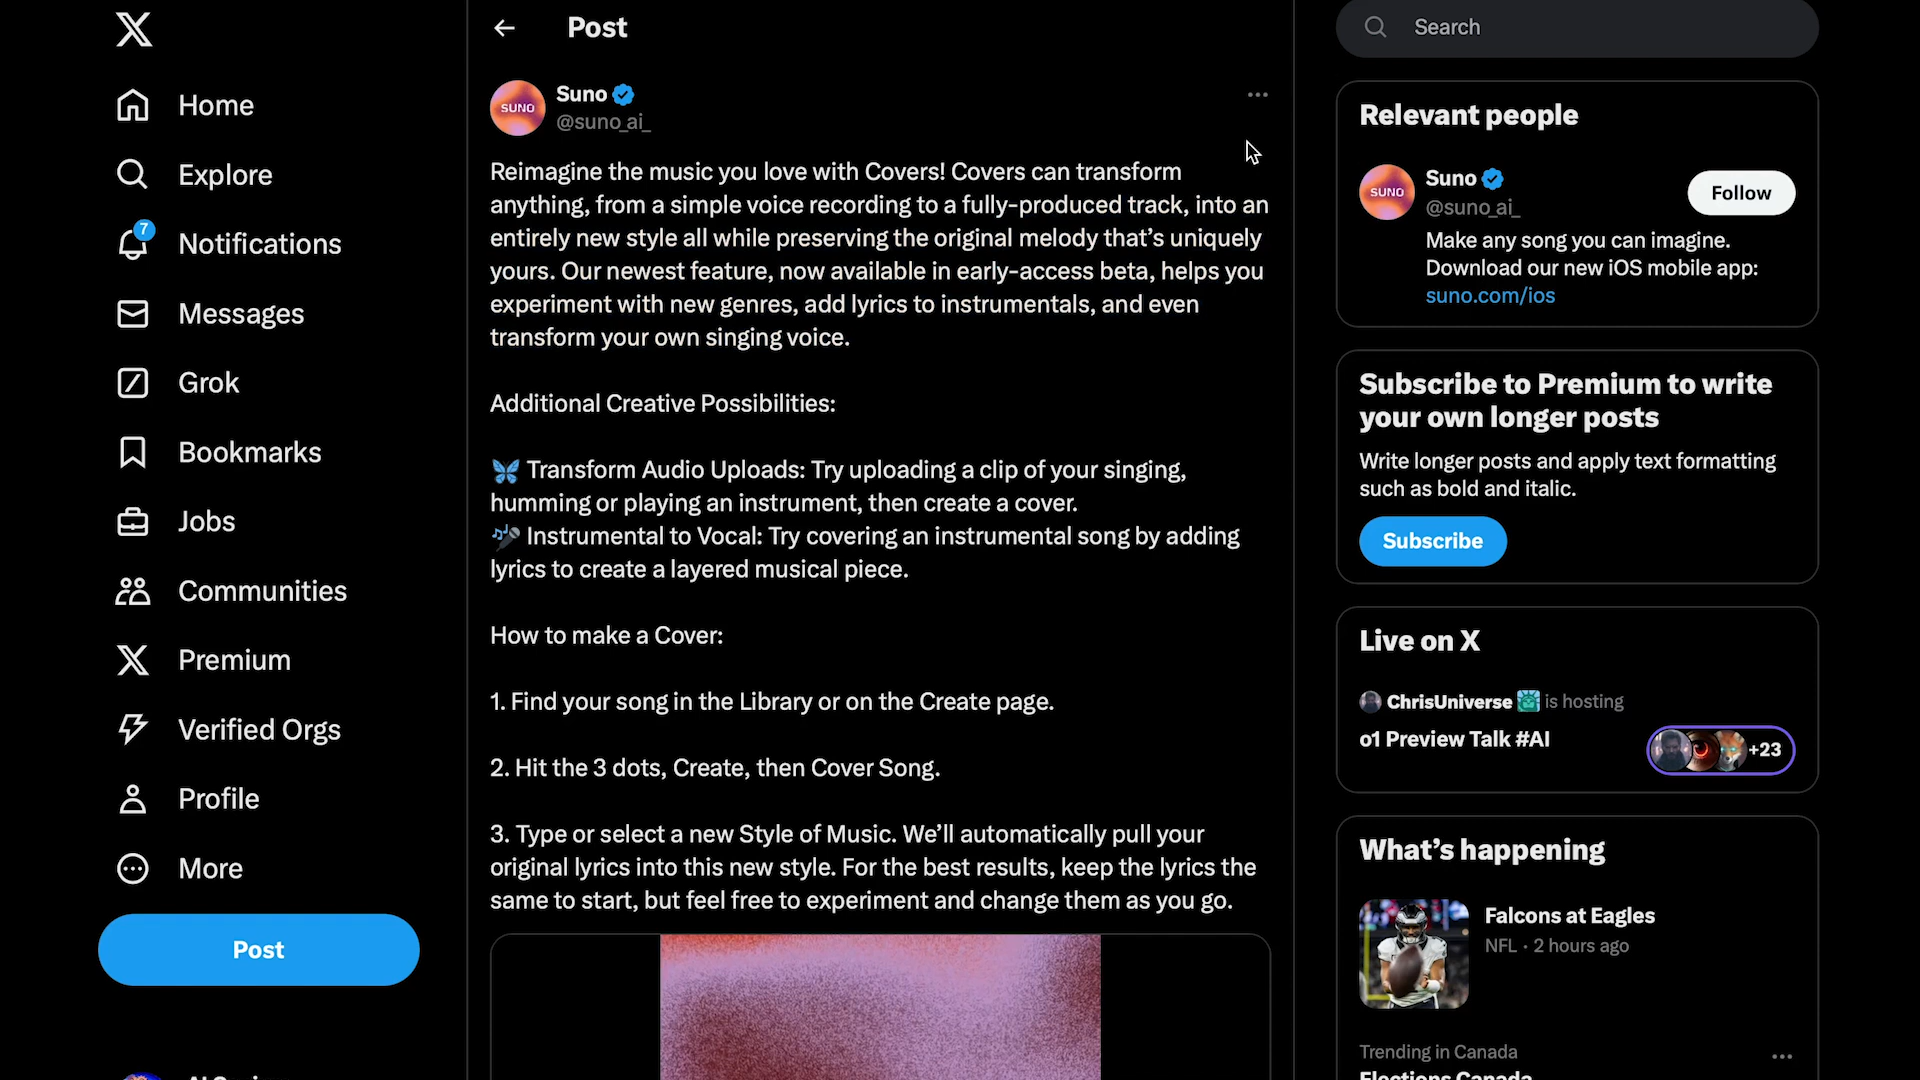 Home
Explore
7
Notifications
Messages
Grok
Bookmarks
Jobs
Communities
Premium
Verified Orgs
Profile
More
Post
Post
SUNO
Suno
@suno_ai_
Reimagine the music you love with Covers! Covers can transform
anything, from a simple voice recording to a fully-produced track, into an
entirely new style all while preserving the original melody that's uniquely
yours. Our newest feature, now available in early-access beta, helps you
experiment with new genres, add lyrics to instrumentals, and even
transform your own singing voice.
Additional Creative Possibilities:
🦋 Transform Audio Uploads: Try uploading a clip of your singing,
humming or playing an instrument, then create a cover.
🎤 Instrumental to Vocal: Try covering an instrumental song by adding
lyrics to create a layered musical piece.
How to make a Cover:
1. Find your song in the Library or on the Create page.
2. Hit the 3 dots, Create, then Cover Song.
3. Type or select a new Style of Music. We'll automatically pull your
original lyrics into this new style. For the best results, keep the lyrics the
same to start, but feel free to experiment and change them as you go.
Search
Relevant people
SUNO
Suno
@suno_ai_
Follow
Make any song you can imagine.
Download our new iOS mobile app:
suno.com/ios
Subscribe to Premium to write
your own longer posts
Write longer posts and apply text formatting
such as bold and italic.
Subscribe
Live on X
ChrisUniverse is hosting
o1 Preview Talk #AI
+23
What's happening
Falcons at Eagles
NFL · 2 hours ago
Trending in Canada
Elections Canada